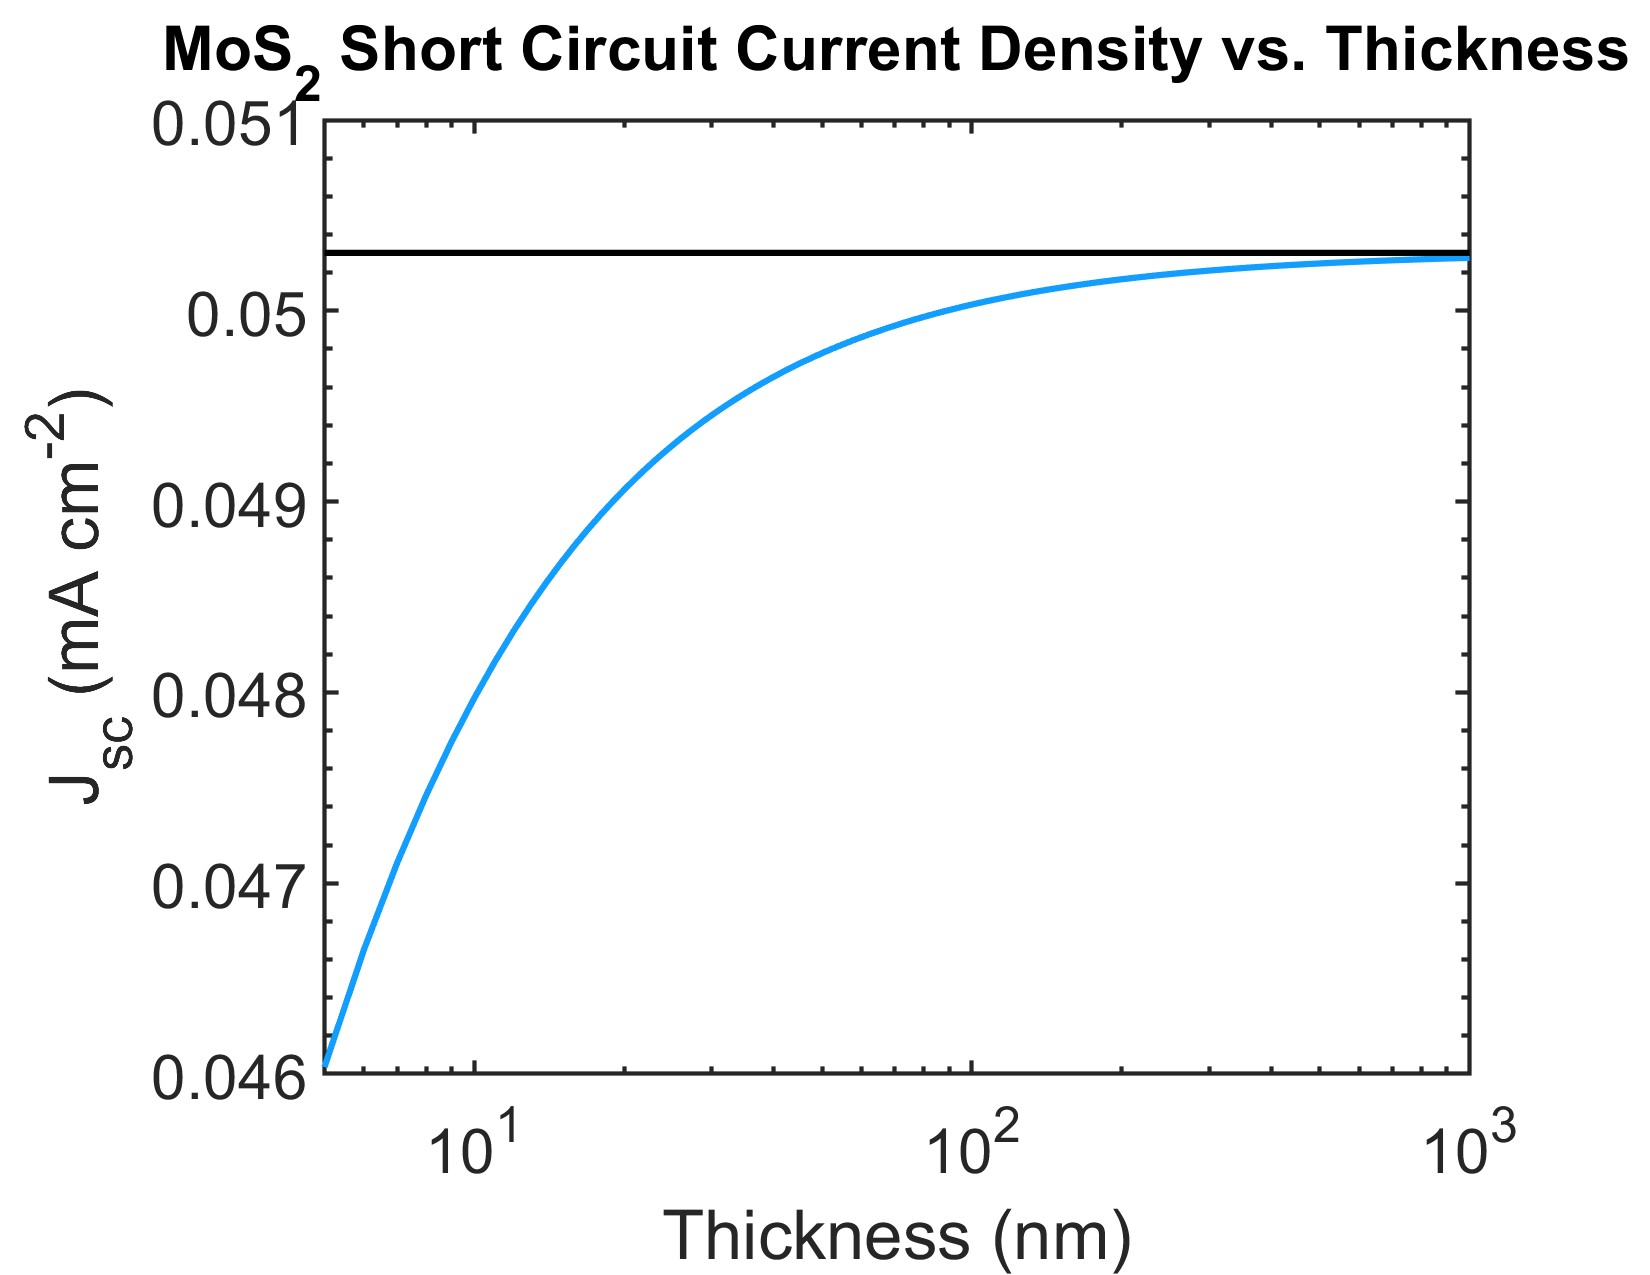 MoS₂ Short Circuit Current Density vs. Thickness
0.051
0.05
0.049
0.048
0.047
0.046
J_sc (mA cm⁻²)
10¹ 10² 10³
Thickness (nm)